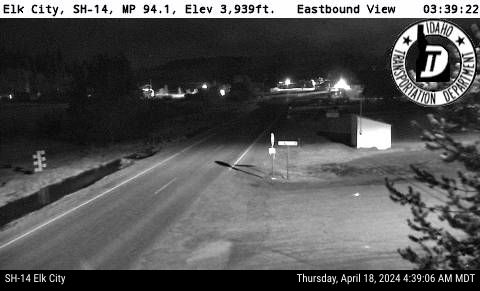 Elk City, SH-14, MP 94.1, Elev 3,939ft. Eastbound View 03:39:22
IDAHO
TRANSPORTATION DEPARTMENT
SH-14 Elk City Thursday, April 18, 2024 4:39:06 AM MDT